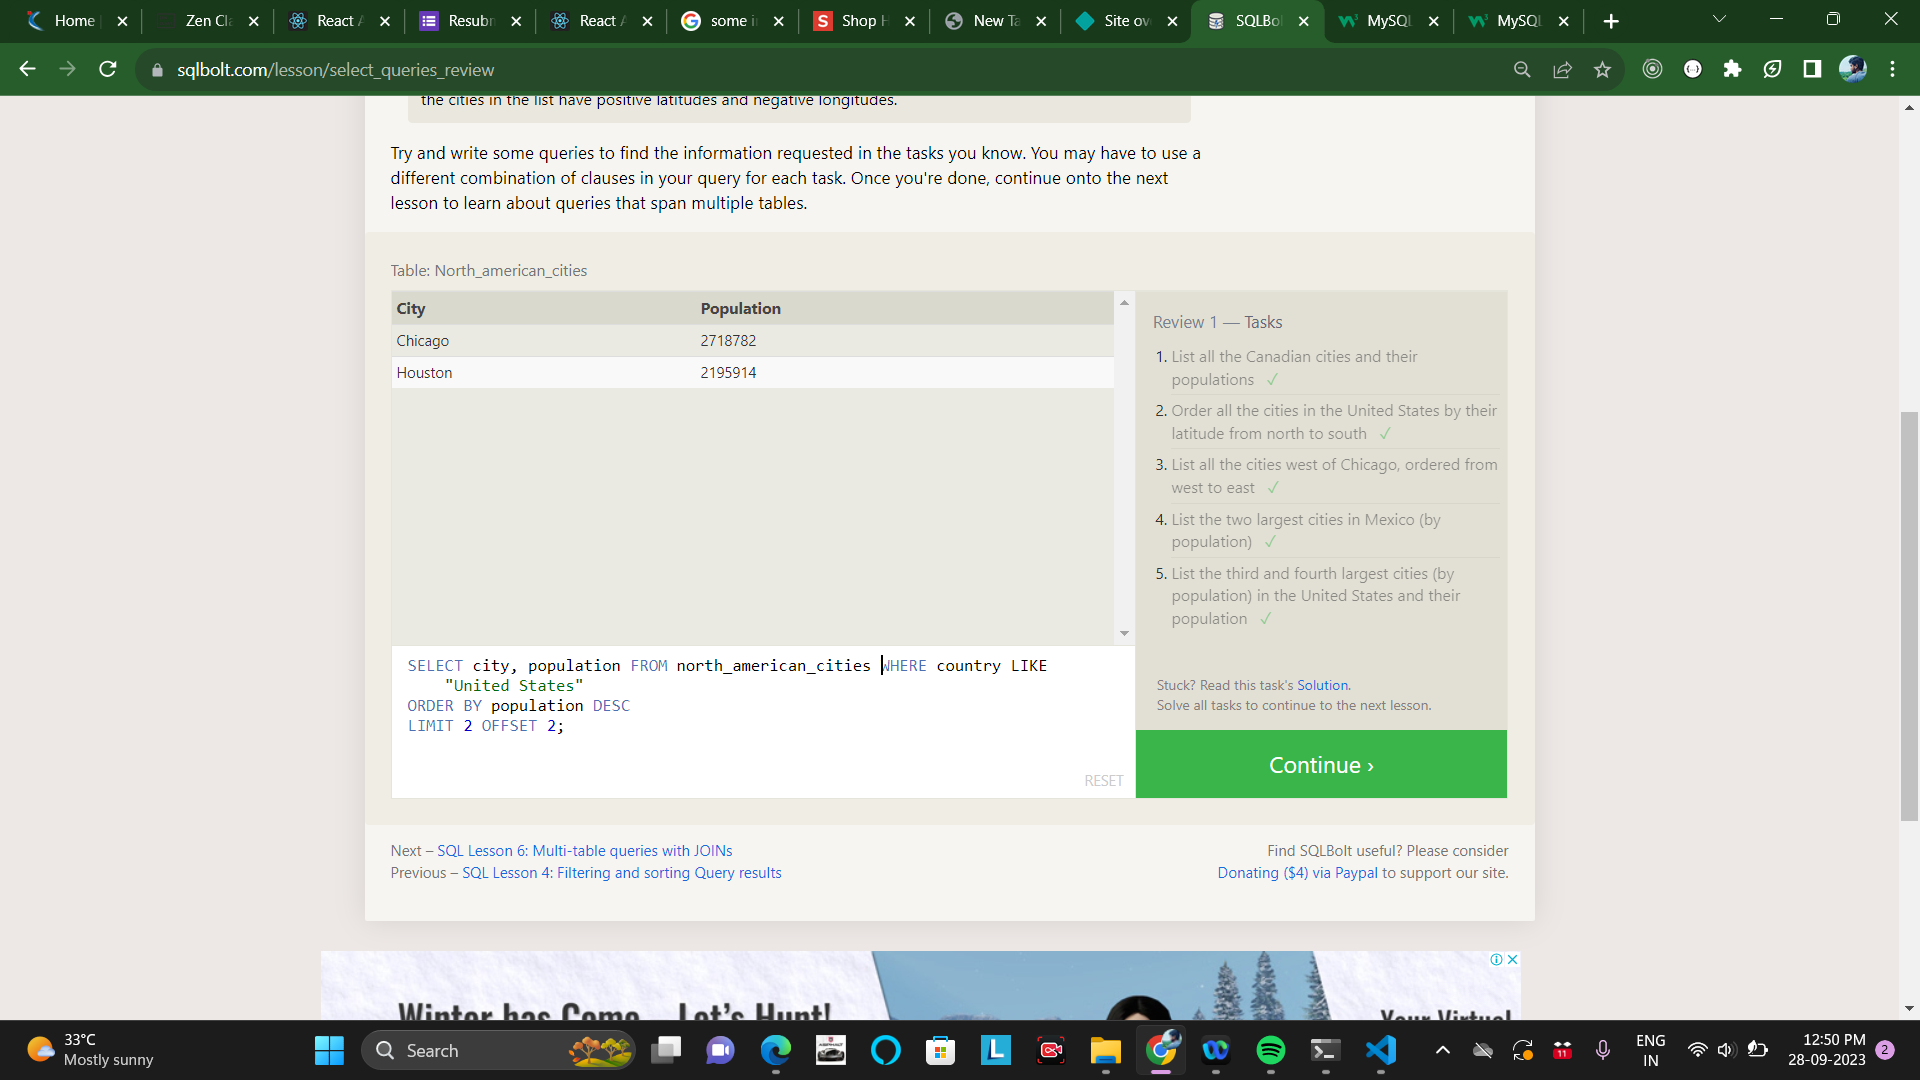 Home
Zen Cl
React A
Resubm
React A
some i
Shop H
New Ta
Site ov
SQLBol
MySQL
MySQL
sqlbolt.com/lesson/select_queries_review
the cities in the list have positive latitudes and negative longitudes.
Try and write some queries to find the information requested in the tasks you know. You may have to use a
different combination of clauses in your query for each task. Once you're done, continue onto the next
lesson to learn about queries that span multiple tables.
Table: North_american_cities
City Population
Chicago 2718782
Houston 2195914
Review 1 — Tasks
1. List all the Canadian cities and their
populations ✓
2. Order all the cities in the United States by their
latitude from north to south ✓
3. List all the cities west of Chicago, ordered from
west to east ✓
4. List the two largest cities in Mexico (by
population) ✓
5. List the third and fourth largest cities (by
population) in the United States and their
population ✓
SELECT city, population FROM north_american_cities WHERE country LIKE
"United States"
ORDER BY population DESC
LIMIT 2 OFFSET 2;
RESET
Stuck? Read this task's Solution.
Solve all tasks to continue to the next lesson.
Continue ›
Next – SQL Lesson 6: Multi-table queries with JOINs
Previous – SQL Lesson 4: Filtering and sorting Query results
Find SQLBolt useful? Please consider
Donating ($4) via Paypal to support our site.
Winter has Come Let's Hunt!
Your Virtual
33°C
Mostly sunny
Search
11
ENG
IN
12:50 PM
28-09-2023
2